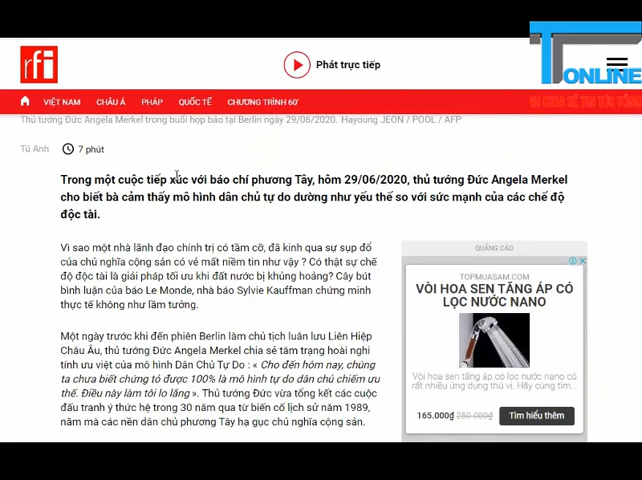 rfi
Phát trực tiếp
TP ONLINE
VIỆT NAM CHÂU Á PHÁP QUỐC TẾ CHƯƠNG TRÌNH 60'
Thủ tướng Đức Angela Merkel trong buổi họp báo tại Berlin ngày 29/06/2020. Hayoung JEON / POOL / AFP
Tú Anh 7 phút
Trong một cuộc tiếp xúc với báo chí phương Tây, hôm 29/06/2020, thủ tướng Đức Angela Merkel
cho biết bà cảm thấy mô hình dân chủ tự do dường như yếu thế so với sức mạnh của các chế độ
độc tài.
Vì sao một nhà lãnh đạo chính trị có tầm cỡ, đã kinh qua sự sụp đổ
của chủ nghĩa cộng sản có vẻ mất niềm tin như vậy ? Có thật sự chế
độ độc tài là giải pháp tối ưu khi đất nước bị khủng hoảng? Cây bút
bình luận của báo Le Monde, nhà báo Sylvie Kauffman chứng minh
thực tế không như lầm tưởng.
Một ngày trước khi đến phiên Berlin làm chủ tịch luân lưu Liên Hiệp
Châu Âu, thủ tướng Đức Angela Merkel chia sẻ tâm trạng hoài nghi
tính ưu việt của mô hình Dân Chủ Tự Do : « Cho đến hôm nay, chúng
ta chưa biết chứng tỏ được 100% là mô hình tự do dân chủ chiếm ưu
thế. Điều này làm tôi lo lắng ». Thủ tướng Đức vừa tổng kết các cuộc
đấu tranh ý thức hệ trong 30 năm qua từ biến cố lịch sử năm 1989,
năm mà các nền dân chủ phương Tây hạ gục chủ nghĩa cộng sản.
QUẢNG CÁO
TOPMUASAM.COM
VÒI HOA SEN TĂNG ÁP CÓ
LỌC NƯỚC NANO
Vòi hoa sen tăng áp có lọc nước nano có
rất nhiều ứng dụng thú vị. Hãy cùng tìm...
165.000₫ 250.000₫ Tìm hiểu thêm